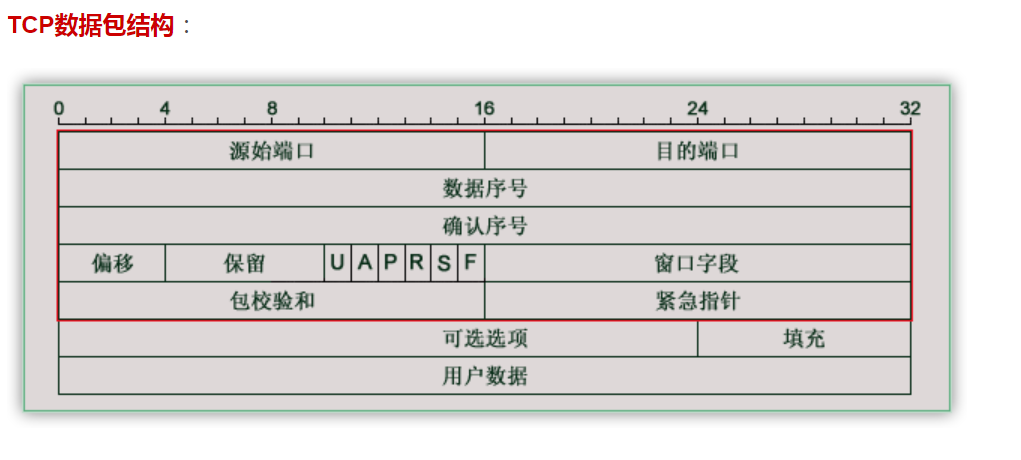 TCP数据包结构：
0 4 8 16 24 32
源始端口 目的端口
数据序号
确认序号
偏移 保留 U A P R S F 窗口字段
包校验和 紧急指针
可选选项 填充
用户数据